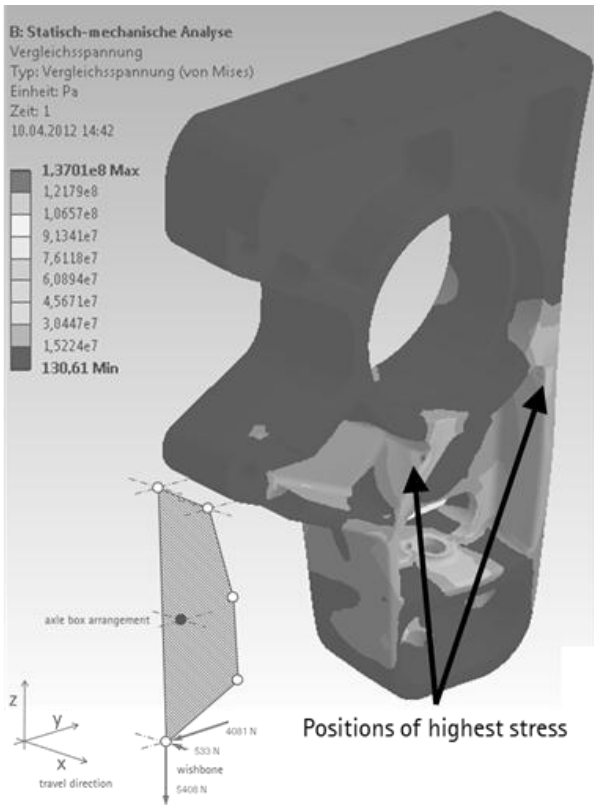 B: Statisch-mechanische Analyse
Vergleichsspannung
Typ: Vergleichsspannung (von Mises)
Einheit: Pa
Zeit: 1
10.04.2012 14:42
1,3701e8 Max
1,2179e8
1,0657e8
9,1341e7
7,6118e7
6,0894e7
4,5671e7
3,0447e7
1,5224e7
130,61 Min
axle box arrangement
z
y
x
travel direction
4081 N
533 N
wishbone
5408 N
Positions of highest stress